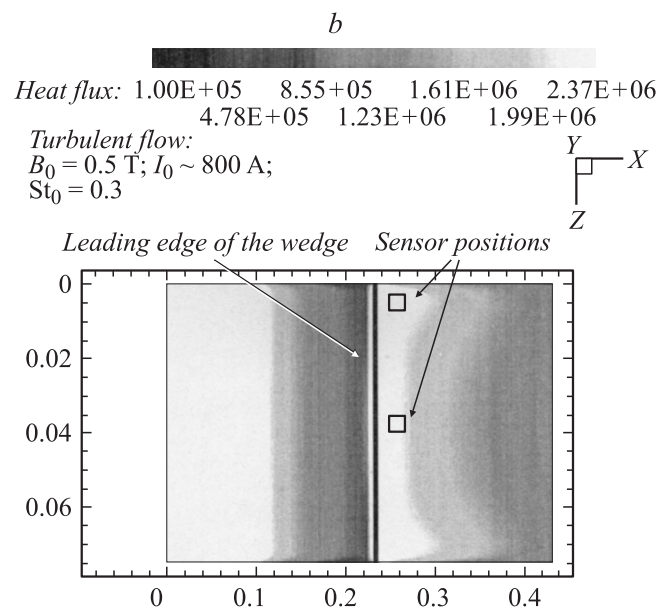 b
Heat flux: 1.00E+05 8.55+05 1.61E+06 2.37E+06
4.78E+05 1.23E+06 1.99E+06
Turbulent flow:
B₀ = 0.5 T; I₀ ~ 800 A;
St₀ = 0.3
Y
X
Z
Leading edge of the wedge Sensor positions
0
0.02
0.04
0.06
0 0.1 0.2 0.3 0.4